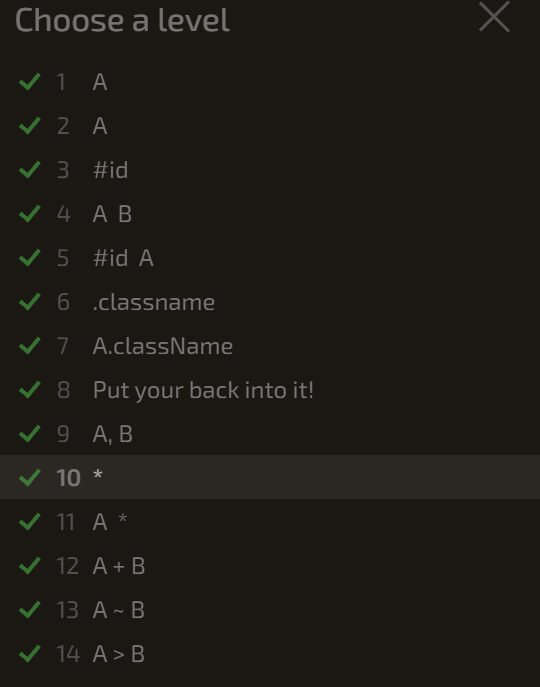 Choose a level
1 A
2 A
3 #id
4 A B
5 #id A
6 .classname
7 A.className
8 Put your back into it!
9 A, B
10 *
11 A *
12 A + B
13 A ~ B
14 A > B